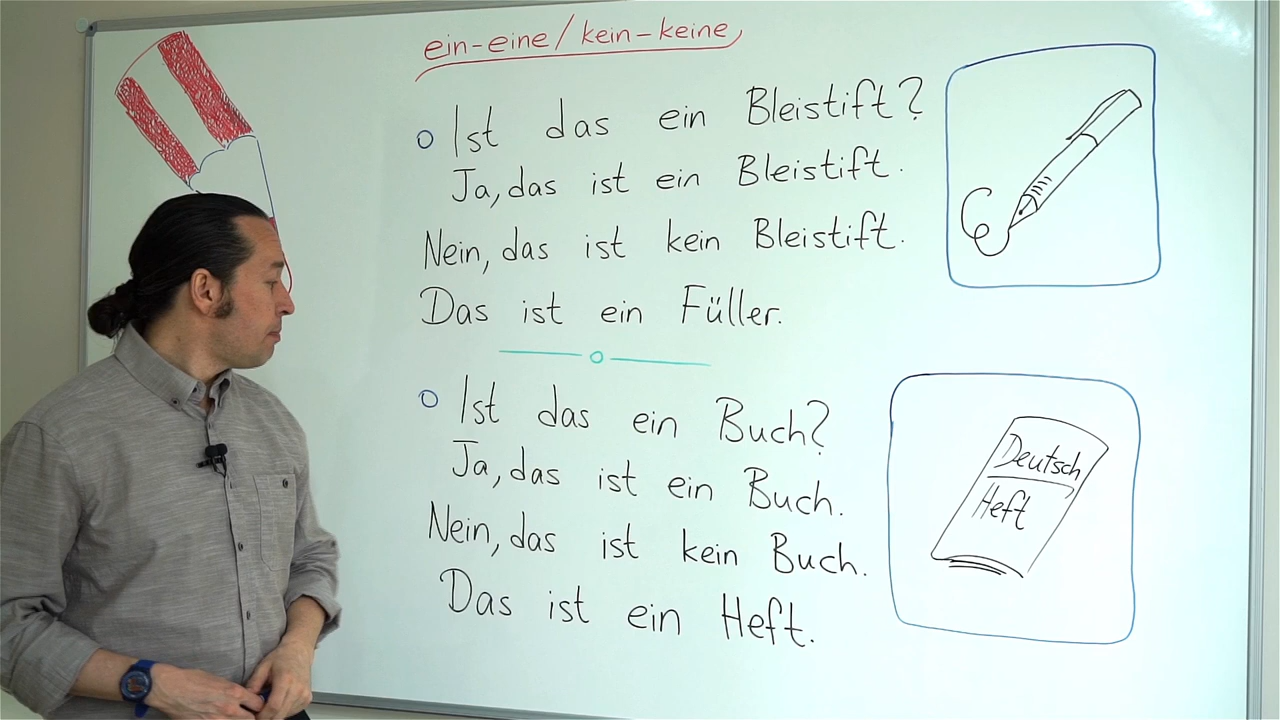 ein-eine/kein-keine
Ist das ein Bleistift?
Ja, das ist ein Bleistift.
Nein, das ist kein Bleistift.
Das ist ein Füller.
Ist das ein Buch?
Ja, das ist ein Buch.
Nein, das ist kein Buch.
Das ist ein Heft.
Deutsch
Heft